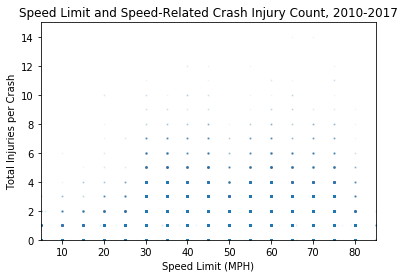 Speed Limit and Speed-Related Crash Injury Count, 2010-2017
14
12
10
8
6
4
2
0
Total Injuries per Crash
10 20 30 40 50 60 70 80
Speed Limit (MPH)